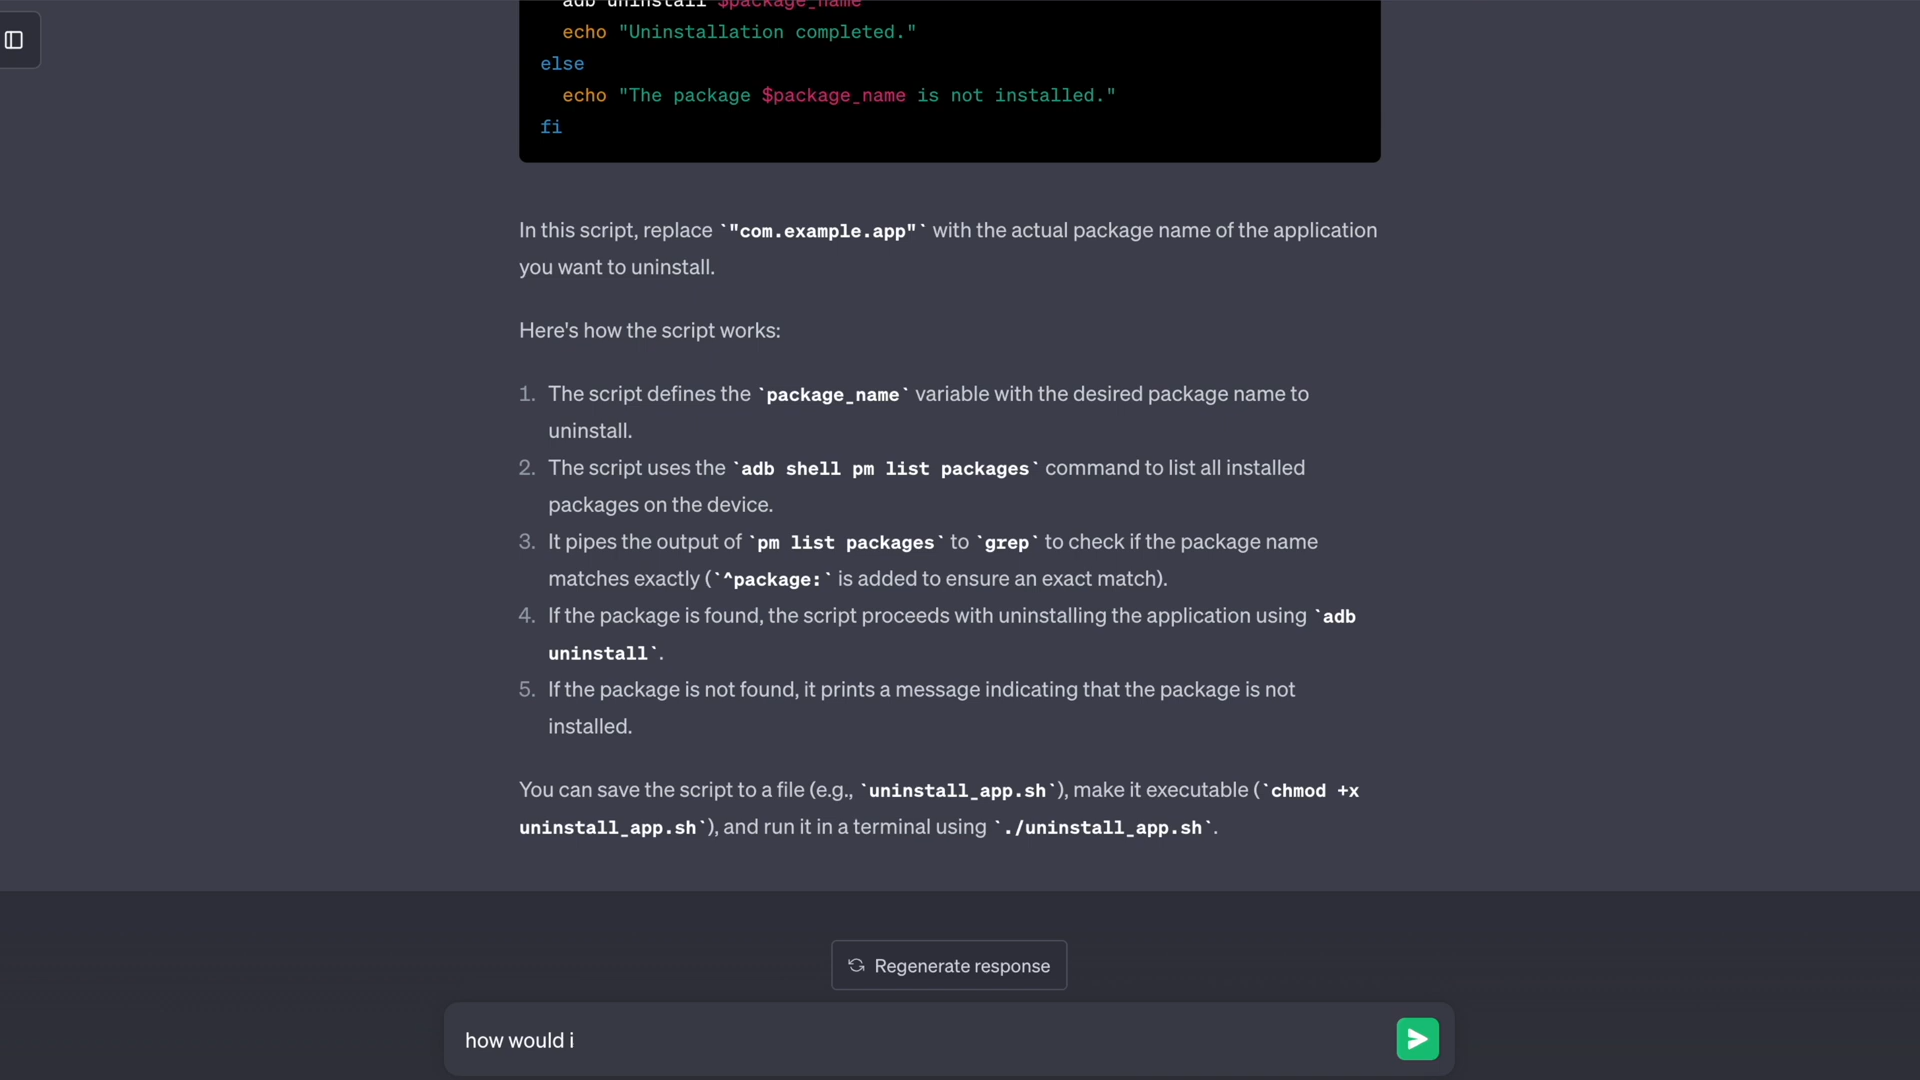 adb uninstall $package_name
echo "Uninstallation completed."
else
echo "The package $package_name is not installed."
fi
In this script, replace `"com.example.app"` with the actual package name of the application
you want to uninstall.
Here's how the script works:
1. The script defines the `package_name` variable with the desired package name to
uninstall.
2. The script uses the `adb shell pm list packages` command to list all installed
packages on the device.
3. It pipes the output of `pm list packages` to `grep` to check if the package name
matches exactly (`^package:` is added to ensure an exact match).
4. If the package is found, the script proceeds with uninstalling the application using `adb
uninstall`.
5. If the package is not found, it prints a message indicating that the package is not
installed.
You can save the script to a file (e.g., `uninstall_app.sh`), make it executable (`chmod +x
uninstall_app.sh`), and run it in a terminal using `./uninstall_app.sh`.
Regenerate response
how would i